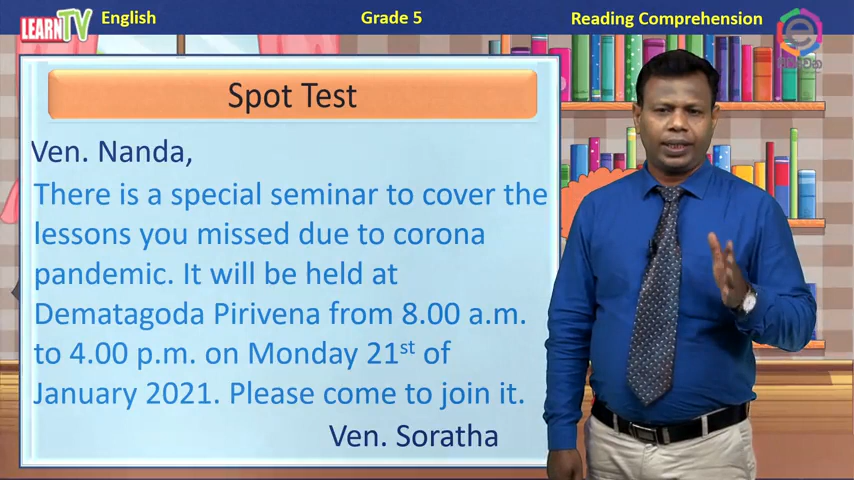 LEARN TV English
Grade 5
Reading Comprehension
Spot Test
Ven. Nanda,
There is a special seminar to cover the
lessons you missed due to corona
pandemic. It will be held at
Dematagoda Pirivena from 8.00 a.m.
to 4.00 p.m. on Monday 21st of
January 2021. Please come to join it.
Ven. Soratha